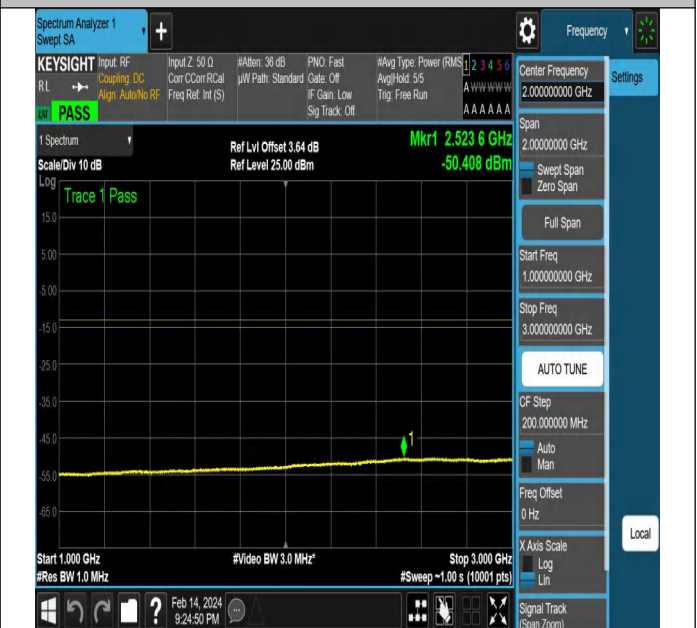 Spectrum Analyzer 1
Swept SA
+
Frequency
KEYSIGHT
RL
LXI
PASS
Input: RF
Coupling: DC
Align: Auto/No RF
Input Z: 50 Ω
Corr CCorr RCal
Freq Ref: Int (S)
#Atten: 36 dB
µW Path: Standard
PNO: Fast
Gate: Off
IF Gain: Low
Sig Track: Off
#Avg Type: Power (RMS
Avg|Hold: 5/5
Trig: Free Run
1 2 3 4 5 6
A W W W W W
A A A A A A
1 Spectrum
Scale/Div 10 dB
Log
Ref Lvl Offset 3.64 dB
Ref Level 25.00 dBm
Mkr1 2.523 6 GHz
-50.408 dBm
Trace 1 Pass
15.0
5.00
-5.00
-15.0
-25.0
-35.0
-45.0
-55.0
-65.0
1
Start 1.000 GHz
#Res BW 1.0 MHz
#Video BW 3.0 MHz*
Stop 3.000 GHz
#Sweep ~1.00 s (10001 pts)
?
Feb 14, 2024
9:24:50 PM
Center Frequency
2.000000000 GHz
Settings
Span
2.00000000 GHz
Swept Span
Zero Span
Full Span
Start Freq
1.000000000 GHz
Stop Freq
3.000000000 GHz
AUTO TUNE
CF Step
200.000000 MHz
Auto
Man
Freq Offset
0 Hz
Local
X Axis Scale
Log
Lin
Signal Track
(Span Zoom)